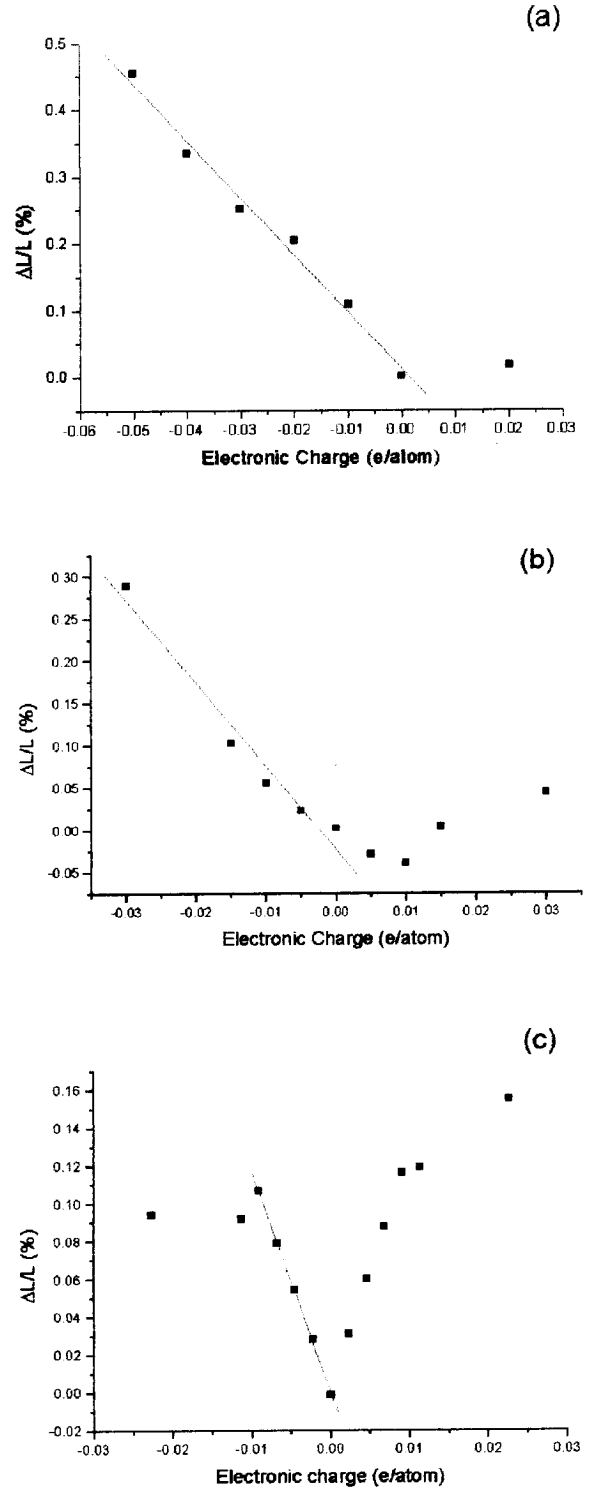 (a)
0.5
0.4
0.3
0.2
0.1
0.0
ΔL/L (%)
-0.06 -0.05 -0.04 -0.03 -0.02 -0.01 0.00 0.01 0.02 0.03
Electronic Charge (e/atom)
(b)
0.30
0.25
0.20
0.15
0.10
0.05
0.00
-0.05
ΔL/L (%)
-0.03 -0.02 -0.01 0.00 0.01 0.02 0.03
Electronic Charge (e/atom)
(c)
0.16
0.14
0.12
0.10
0.08
0.06
0.04
0.02
0.00
-0.02
ΔL/L (%)
-0.03 -0.02 -0.01 0.00 0.01 0.02 0.03
Electronic charge (e/atom)